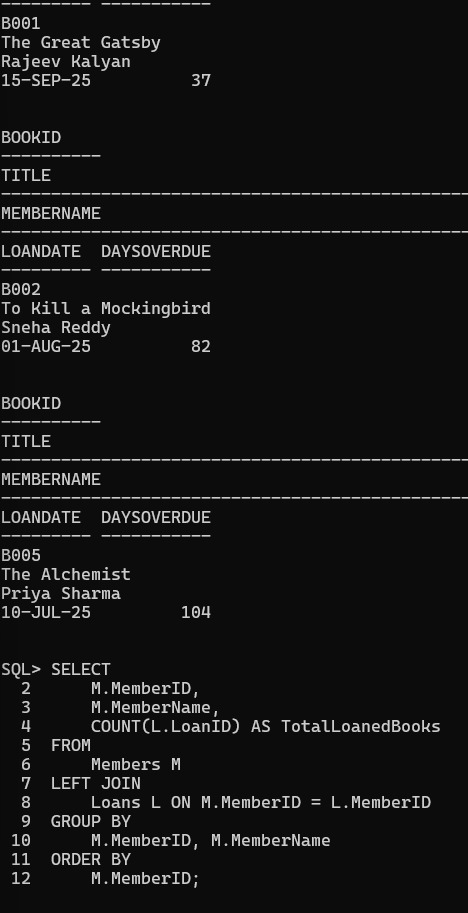 --------- -----------
B001
The Great Gatsby
Rajeev Kalyan
15-SEP-25          37
BOOKID
----------
TITLE
-----------------------------------------------
MEMBERNAME
-----------------------------------------------
LOANDATE  DAYSOVERDUE
--------- -----------
B002
To Kill a Mockingbird
Sneha Reddy
01-AUG-25          82
BOOKID
----------
TITLE
-----------------------------------------------
MEMBERNAME
-----------------------------------------------
LOANDATE  DAYSOVERDUE
--------- -----------
B005
The Alchemist
Priya Sharma
10-JUL-25         104
SQL> SELECT
  2      M.MemberID,
  3      M.MemberName,
  4      COUNT(L.LoanID) AS TotalLoanedBooks
  5  FROM
  6      Members M
  7  LEFT JOIN
  8      Loans L ON M.MemberID = L.MemberID
  9  GROUP BY
 10      M.MemberID, M.MemberName
 11  ORDER BY
 12      M.MemberID;